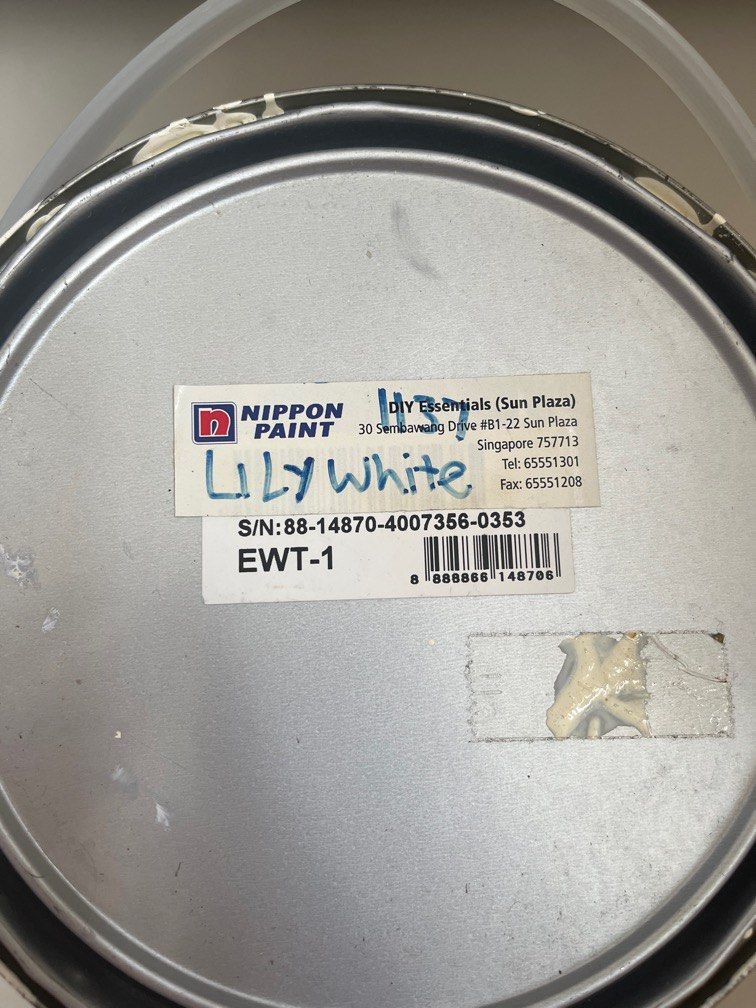 NIPPON
PAINT
1137
DIY Essentials (Sun Plaza)
30 Sembawang Drive #B1-22 Sun Plaza
Singapore 757713
Tel: 65551301
Fax: 65551208
LILY White
S/N:88-14870-4007356-0353
EWT-1
8 888866 148706